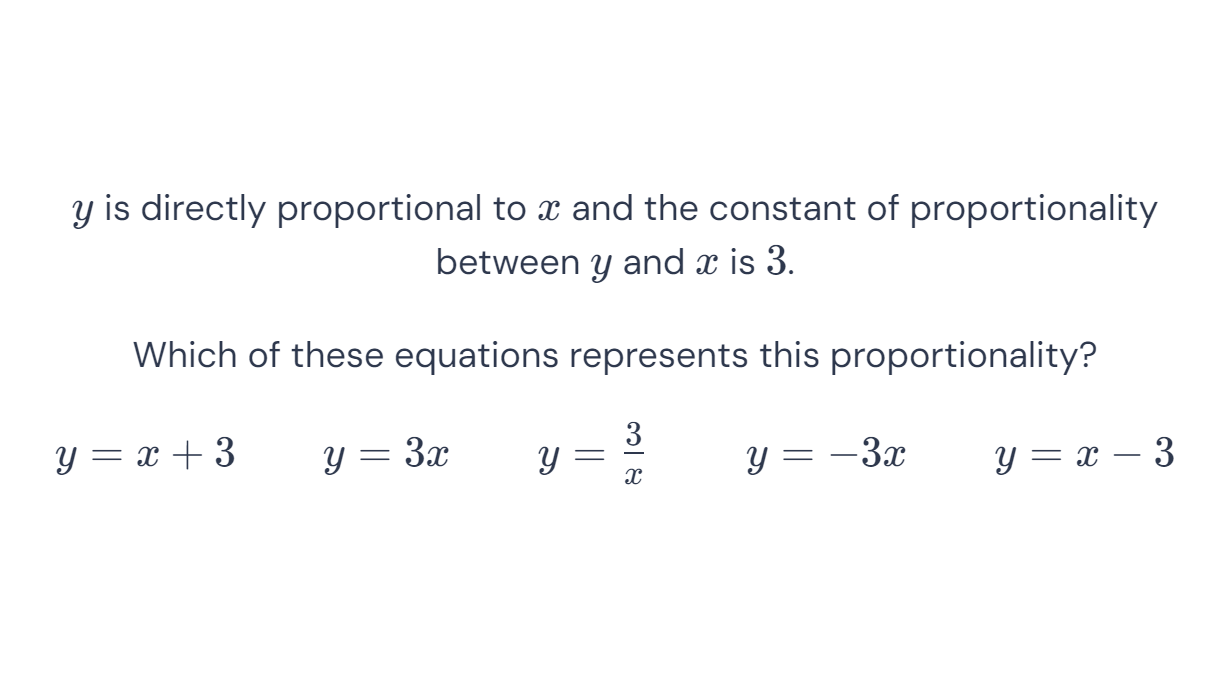 y is directly proportional to x and the constant of proportionality
between y and x is 3.
Which of these equations represents this proportionality?
y = x + 3 y = 3x y = 3/x y = −3x y = x − 3